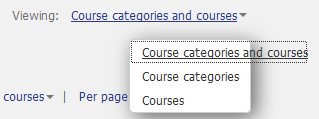 Viewing: Course categories and courses
Course categories and courses
Course categories
courses | Per page
Courses